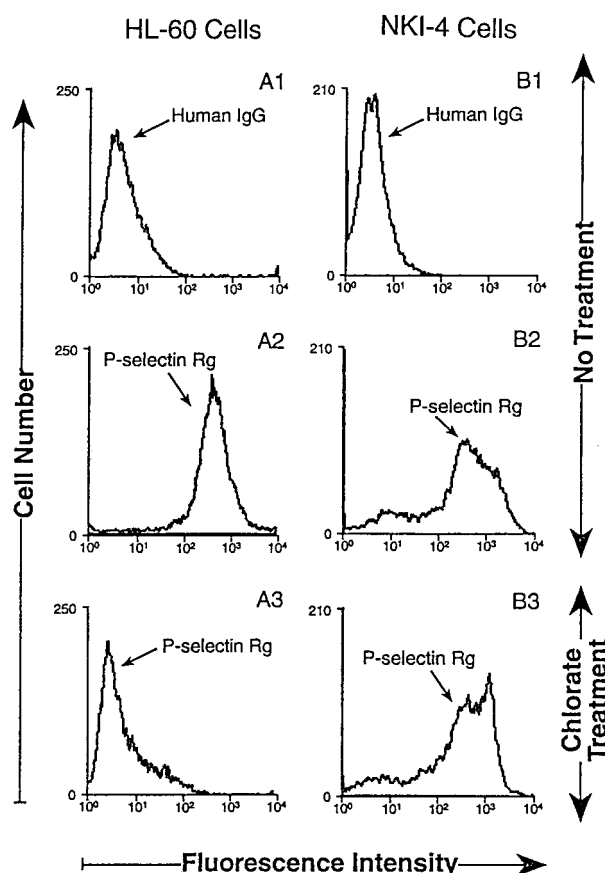 HL-60 Cells
NKI-4 Cells
A1
250
Human IgG
0
10⁰ 10¹ 10² 10³ 10⁴
B1
210
Human IgG
0
10⁰ 10¹ 10² 10³ 10⁴
A2
250
P-selectin Rg
0
10⁰ 10¹ 10² 10³ 10⁴
B2
210
P-selectin Rg
0
10⁰ 10¹ 10² 10³ 10⁴
A3
250
P-selectin Rg
0
10⁰ 10¹ 10² 10³ 10⁴
B3
210
P-selectin Rg
0
10⁰ 10¹ 10² 10³ 10⁴
Cell Number
No Treatment
Chlorate
Treatment
Fluorescence Intensity